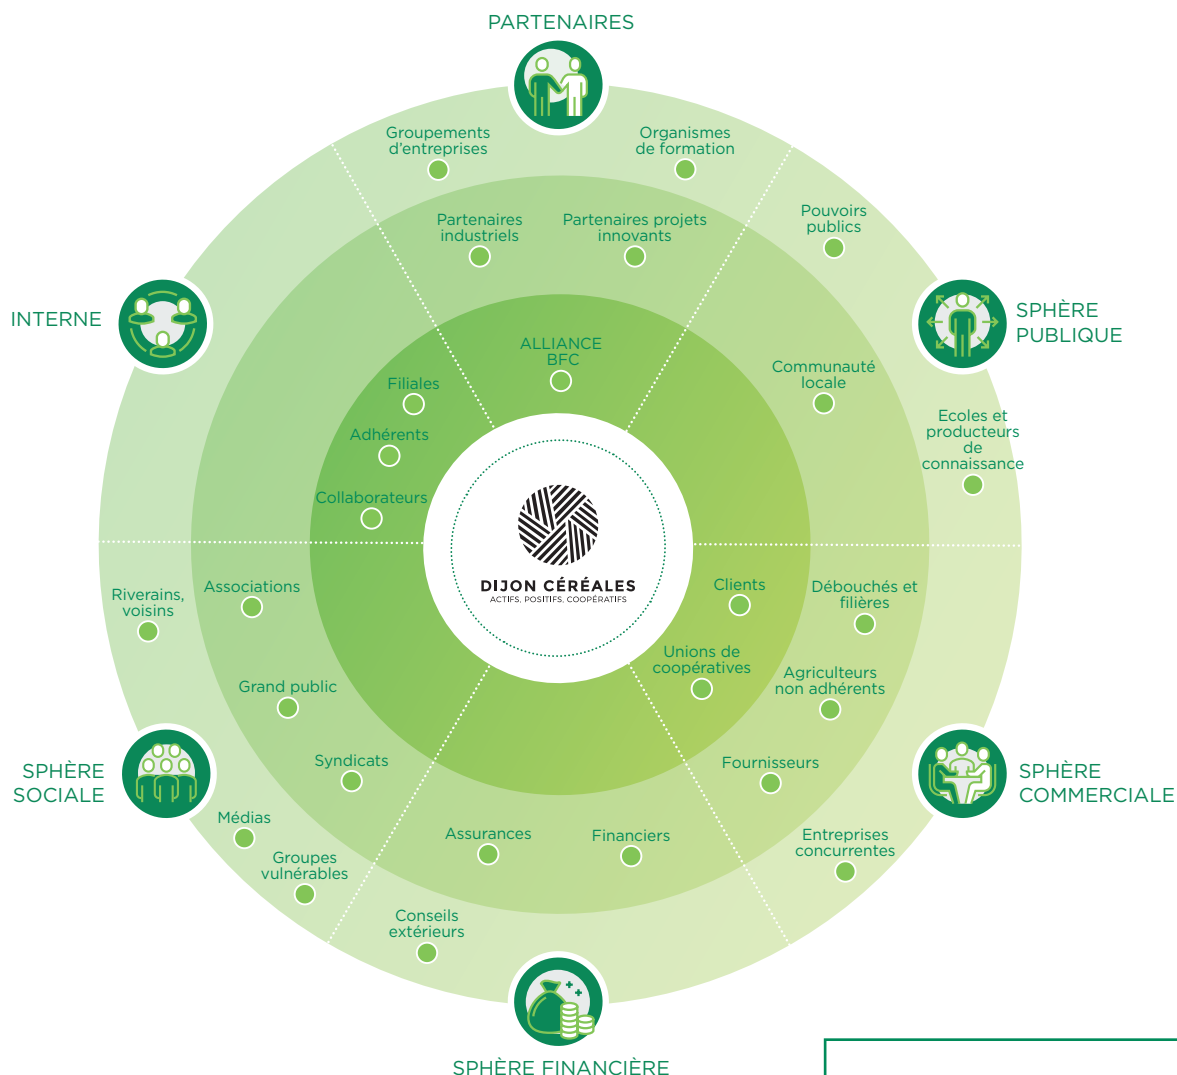 PARTENAIRES
Groupements
d'entreprises
Organismes
de formation
Partenaires
industriels
Partenaires projets
innovants
Pouvoirs
publics
INTERNE
SPHÈRE
PUBLIQUE
ALLIANCE
BFC
Communauté
locale
Filiales
Adhérents
Collaborateurs
Ecoles et
producteurs
de
connaissance
DIJON CÉRÉALES
ACTIFS, POSITIFS, COOPÉRATIFS
Riverains,
voisins
Associations
Clients
Débouchés et
filières
Unions de
coopératives
Agriculteurs
non adhérents
Grand public
Syndicats
Fournisseurs
SPHÈRE
SOCIALE
SPHÈRE
COMMERCIALE
Médias
Groupes
vulnérables
Assurances
Financiers
Entreprises
concurrentes
Conseils
extérieurs
SPHÈRE FINANCIÈRE